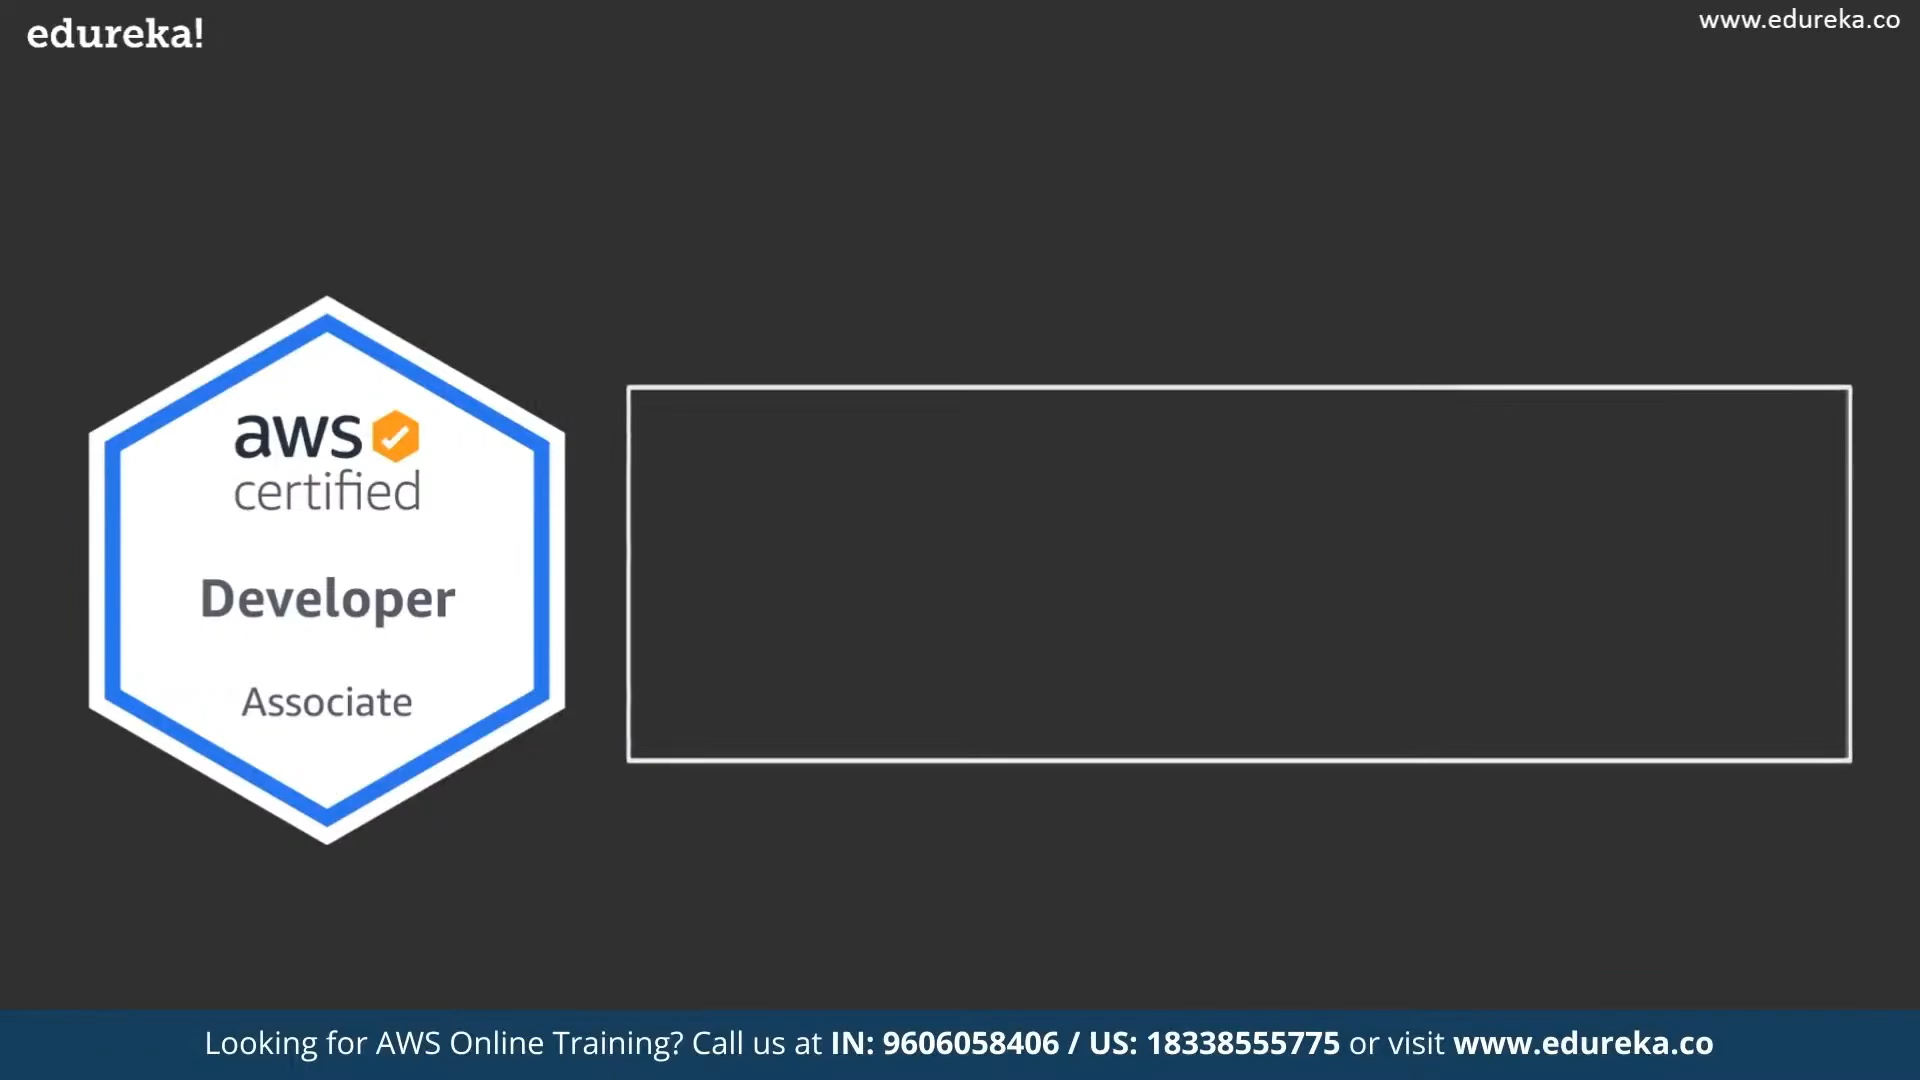 edureka!
www.edureka.co
aws
certified
Developer
Associate
Looking for AWS Online Training? Call us at IN: 9606058406 / US: 18338555775 or visit www.edureka.co